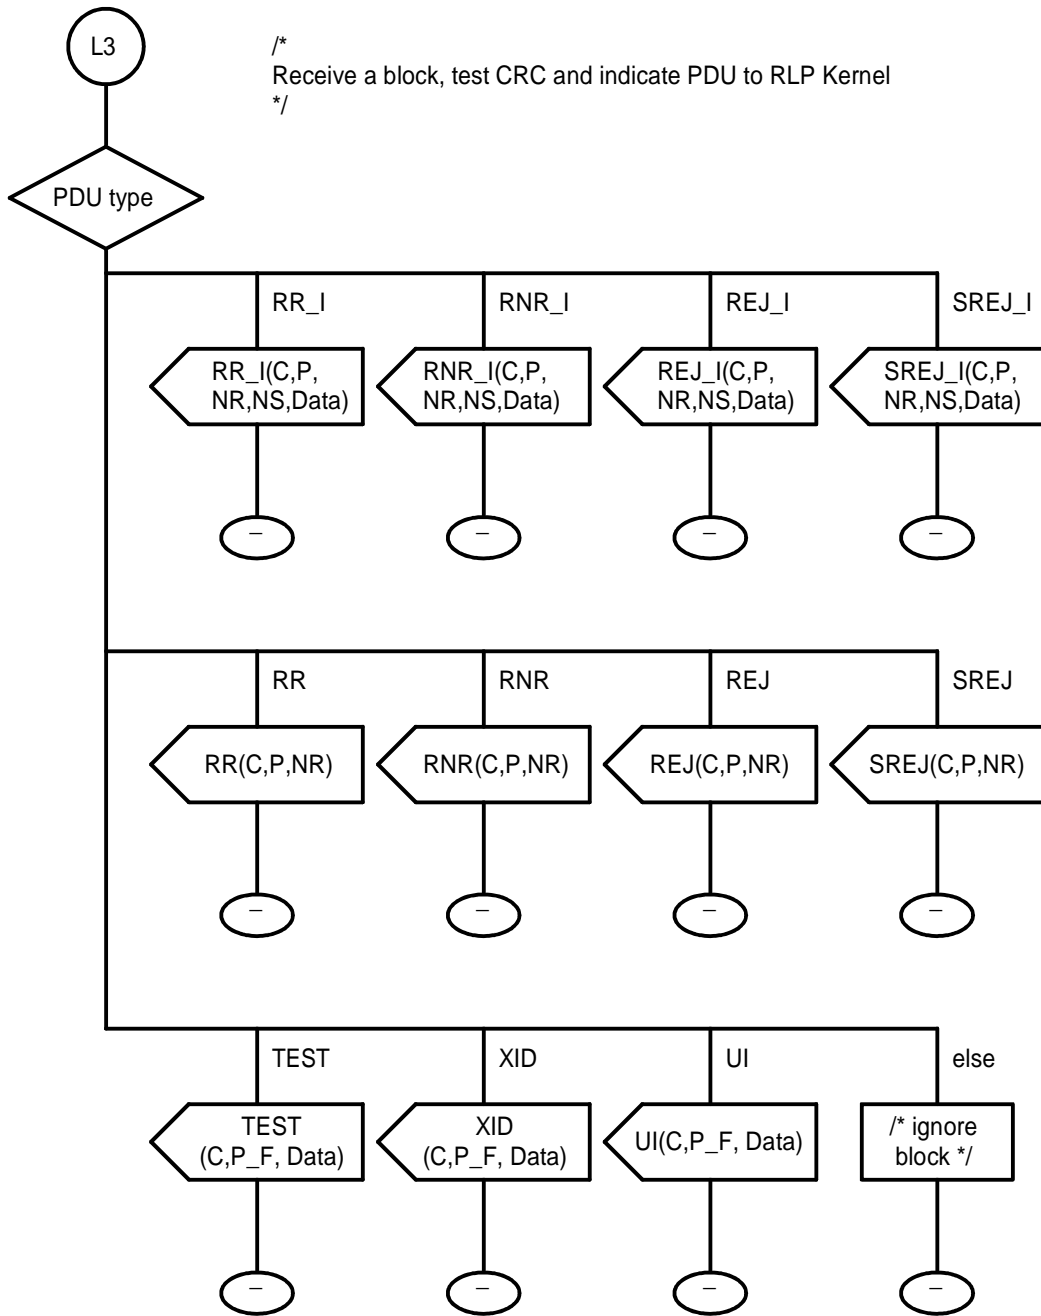 L3
/*
Receive a block, test CRC and indicate PDU to RLP Kernel
*/
PDU type
RR_I
RNR_I
REJ_I
SREJ_I
RR_I(C,P,
NR,NS,Data)
RNR_I(C,P,
NR,NS,Data)
REJ_I(C,P,
NR,NS,Data)
SREJ_I(C,P,
NR,NS,Data)
–
–
–
–
RR
RNR
REJ
SREJ
RR(C,P,NR)
RNR(C,P,NR)
REJ(C,P,NR)
SREJ(C,P,NR)
–
–
–
–
TEST
XID
UI
else
TEST
(C,P_F, Data)
XID
(C,P_F, Data)
UI(C,P_F, Data)
/* ignore
block */
–
–
–
–